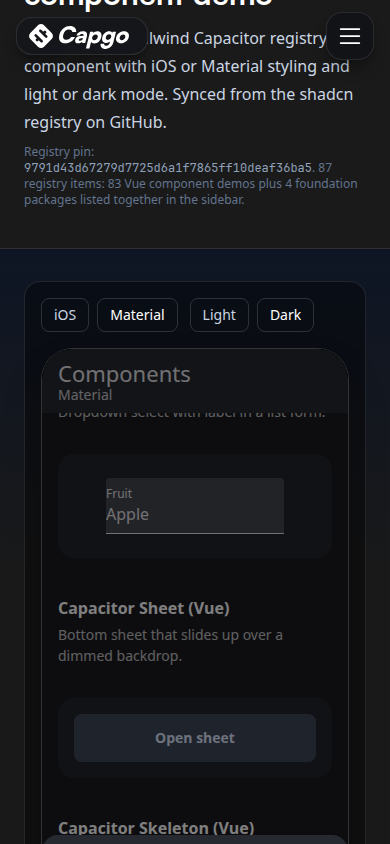 component demo
Capgo
lwind Capacitor registry
component with iOS or Material styling and
light or dark mode. Synced from the shadcn
registry on GitHub.
Registry pin:
9791d43d67279d7725d6a1f7865ff10deaf36ba5. 87
registry items: 83 Vue component demos plus 4 foundation
packages listed together in the sidebar.
iOS
Material
Light
Dark
Components
Material
Dropdown select with label in a list form.
Fruit
Apple
Capacitor Sheet (Vue)
Bottom sheet that slides up over a
dimmed backdrop.
Open sheet
Capacitor Skeleton (Vue)